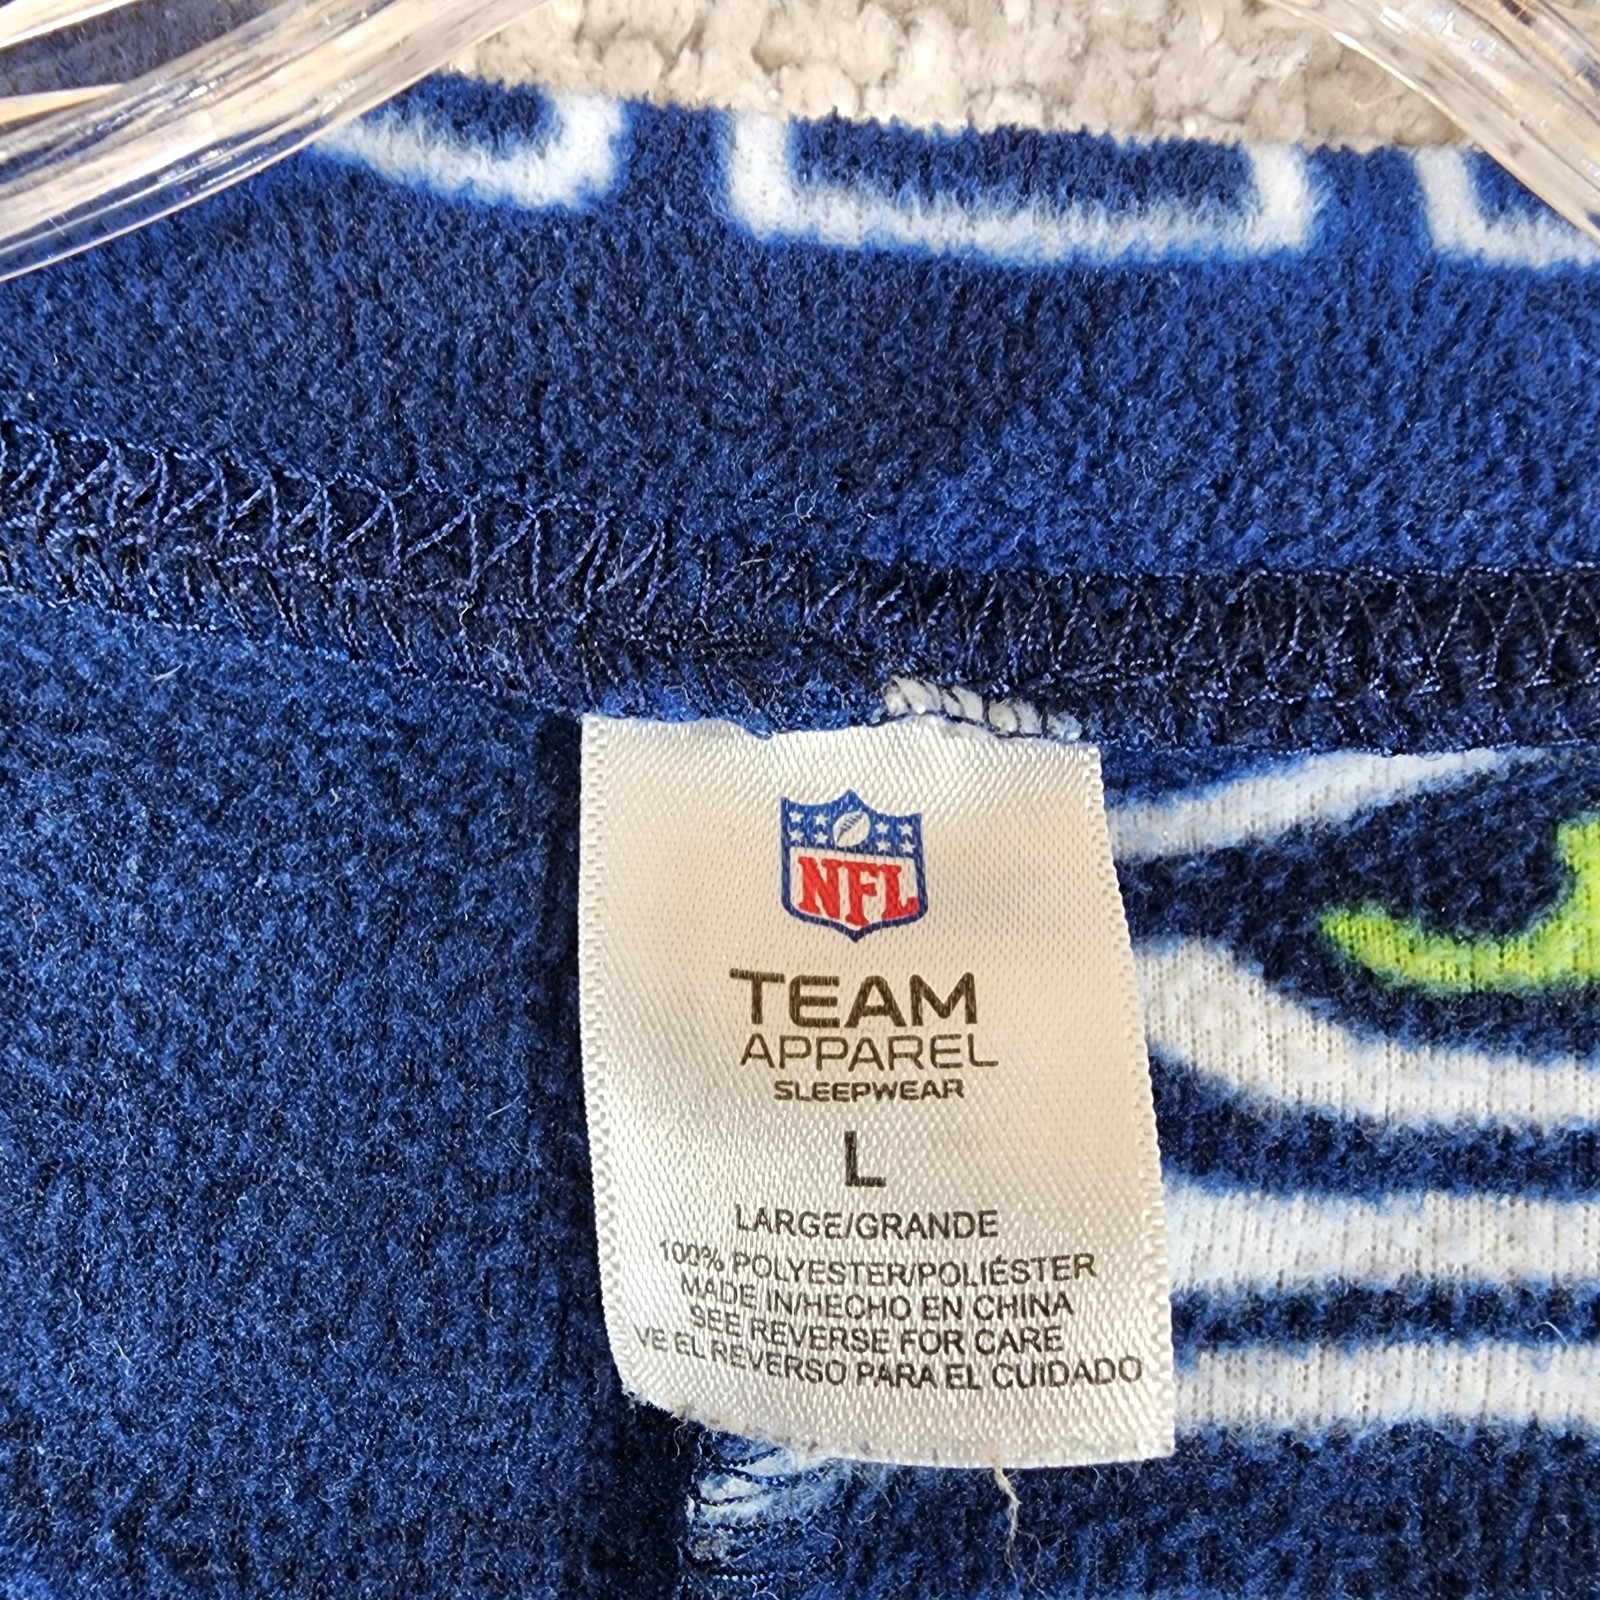 NFL
TEAM
APPAREL
SLEEPWEAR
L
LARGE/GRANDE
100% POLYESTER/POLIÉSTER
MADE IN/HECHO EN CHINA
SEE REVERSE FOR CARE
VE EL REVERSO PARA EL CUIDADO